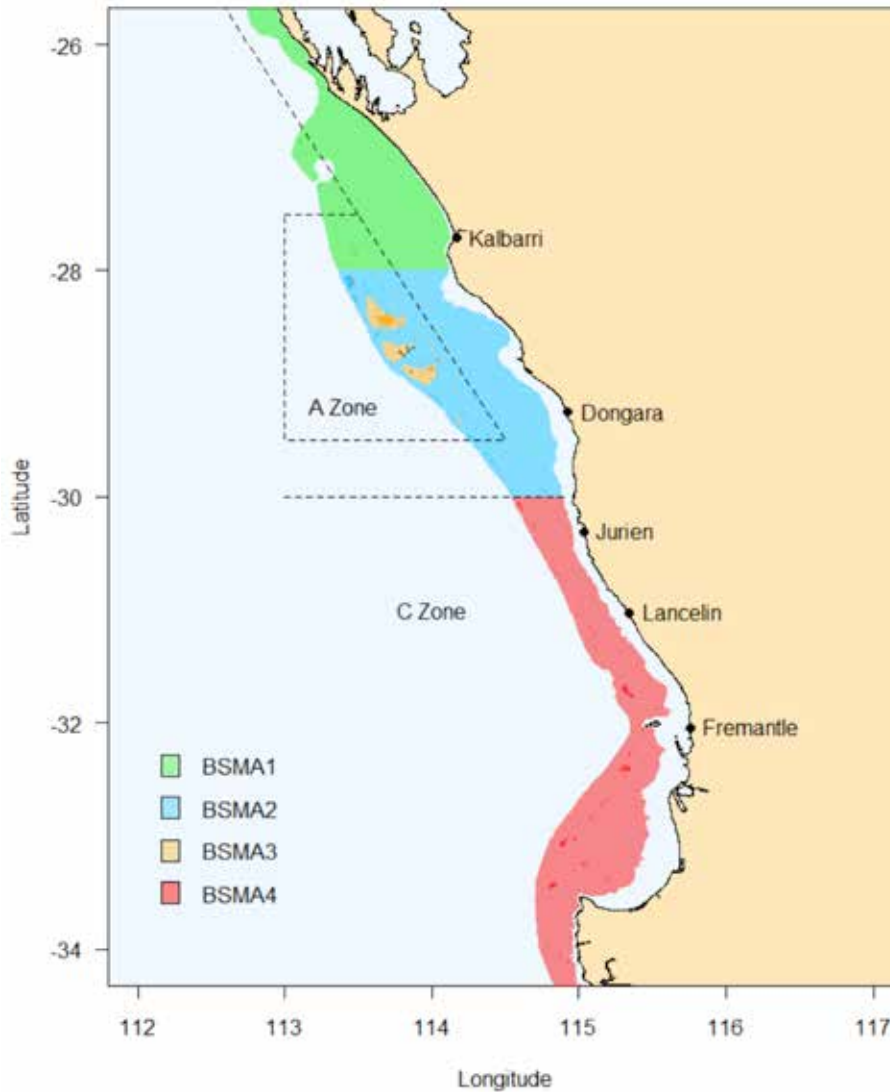 -26
-28
-30
-32
-34
Latitude
Kalbarri
A Zone
Dongara
Jurien
C Zone
Lancelin
Fremantle
BSMA1
BSMA2
BSMA3
BSMA4
112 113 114 115 116 117
Longitude